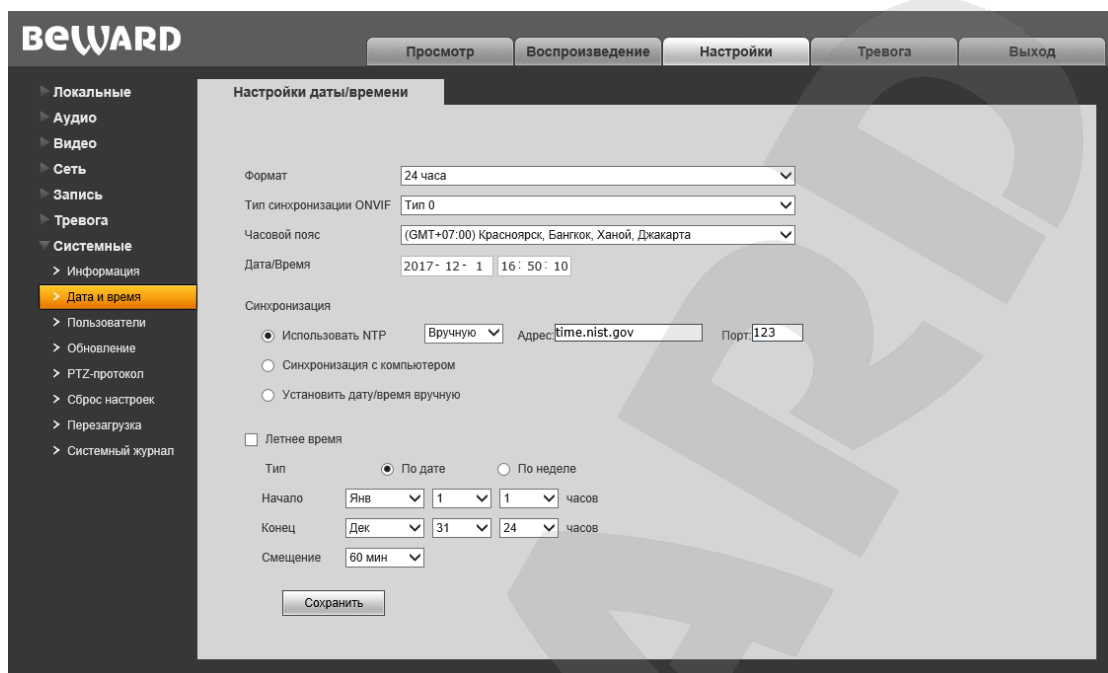 BEWARD
Просмотр Воспроизведение Настройки Тревога Выход
Локальные
Аудио
Видео
Сеть
Запись
Тревога
Системные
> Информация
> Дата и время
> Пользователи
> Обновление
> PTZ-протокол
> Сброс настроек
> Перезагрузка
> Системный журнал
Настройки даты/времени
Формат 24 часа
Тип синхронизации ONVIF Тип 0
Часовой пояс (GMT+07:00) Красноярск, Бангкок, Ханой, Джакарта
Дата/Время 2017- 12- 1 16: 50: 10
Синхронизация
Использовать NTP Вручную Адрес: time.nist.gov Порт: 123
Синхронизация с компьютером
Установить дату/время вручную
Летнее время
Тип По дате По неделе
Начало Янв 1 1 часов
Конец Дек 31 24 часов
Смещение 60 мин
Сохранить